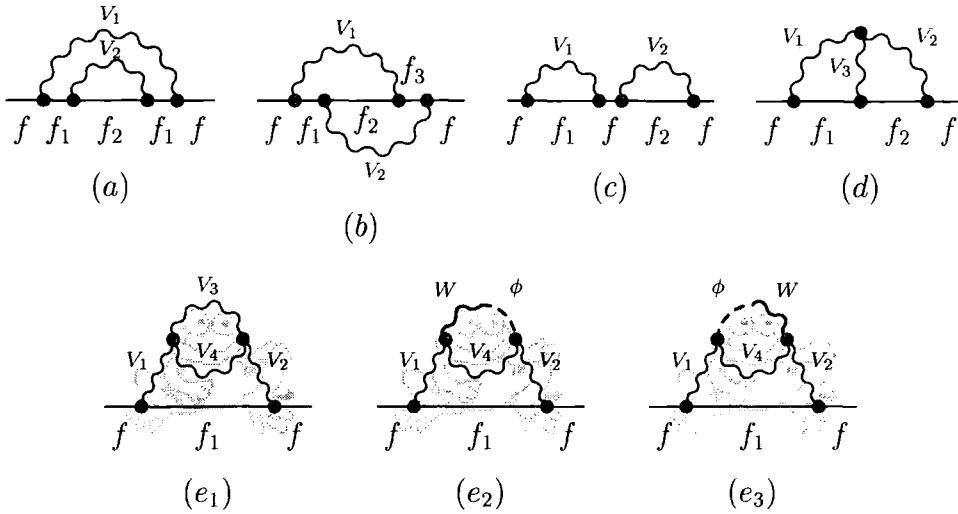 V₁
V₂
f f₁ f₂ f₁ f
(a)
V₁
f₃
f f₁ f₂ f
V₂
(b)
V₁ V₂
f f₁ f f₂ f
(c)
V₁ V₂
V₃
f f₁ f₂ f
(d)
V₃
V₁ V₄ V₂
f f₁ f
(e₁)
W ϕ
V₁ V₄ V₂
f f₁ f
(e₂)
ϕ W
V₁ V₄ V₂
f f₁ f
(e₃)